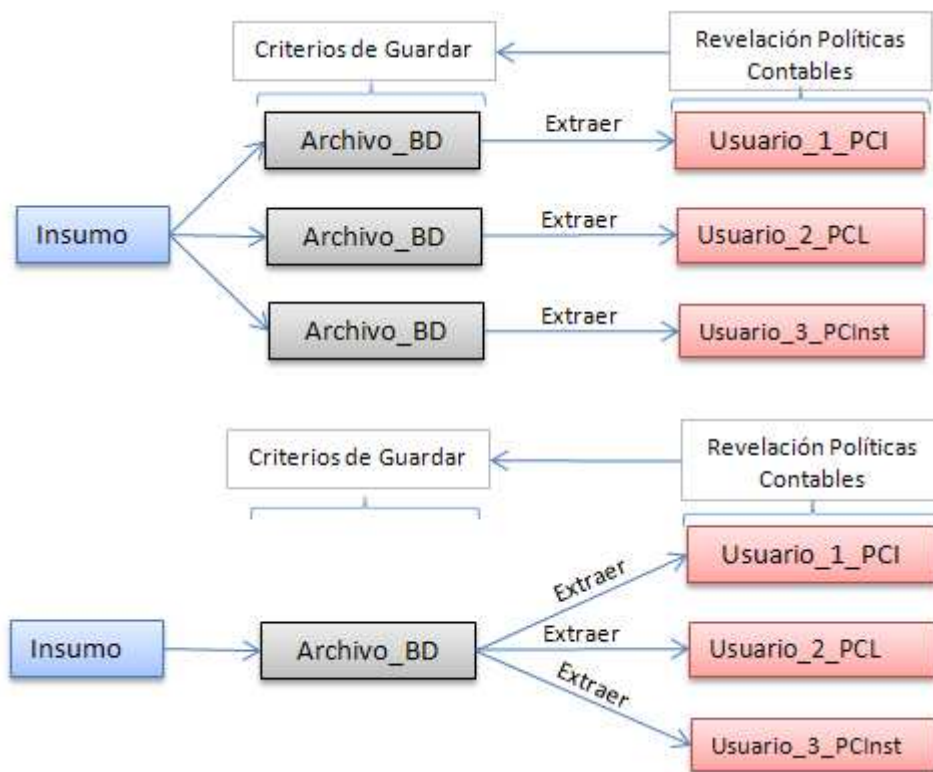 Criterios de Guardar
Revelación Políticas
Contables
Archivo_BD
Extraer
Usuario_1_PCI
Insumo
Archivo_BD
Extraer
Usuario_2_PCL
Archivo_BD
Extraer
Usuario_3_PCInst
Criterios de Guardar
Revelación Políticas
Contables
Extraer
Usuario_1_PCI
Insumo
Archivo_BD
Extraer
Usuario_2_PCL
Extraer
Usuario_3_PCInst